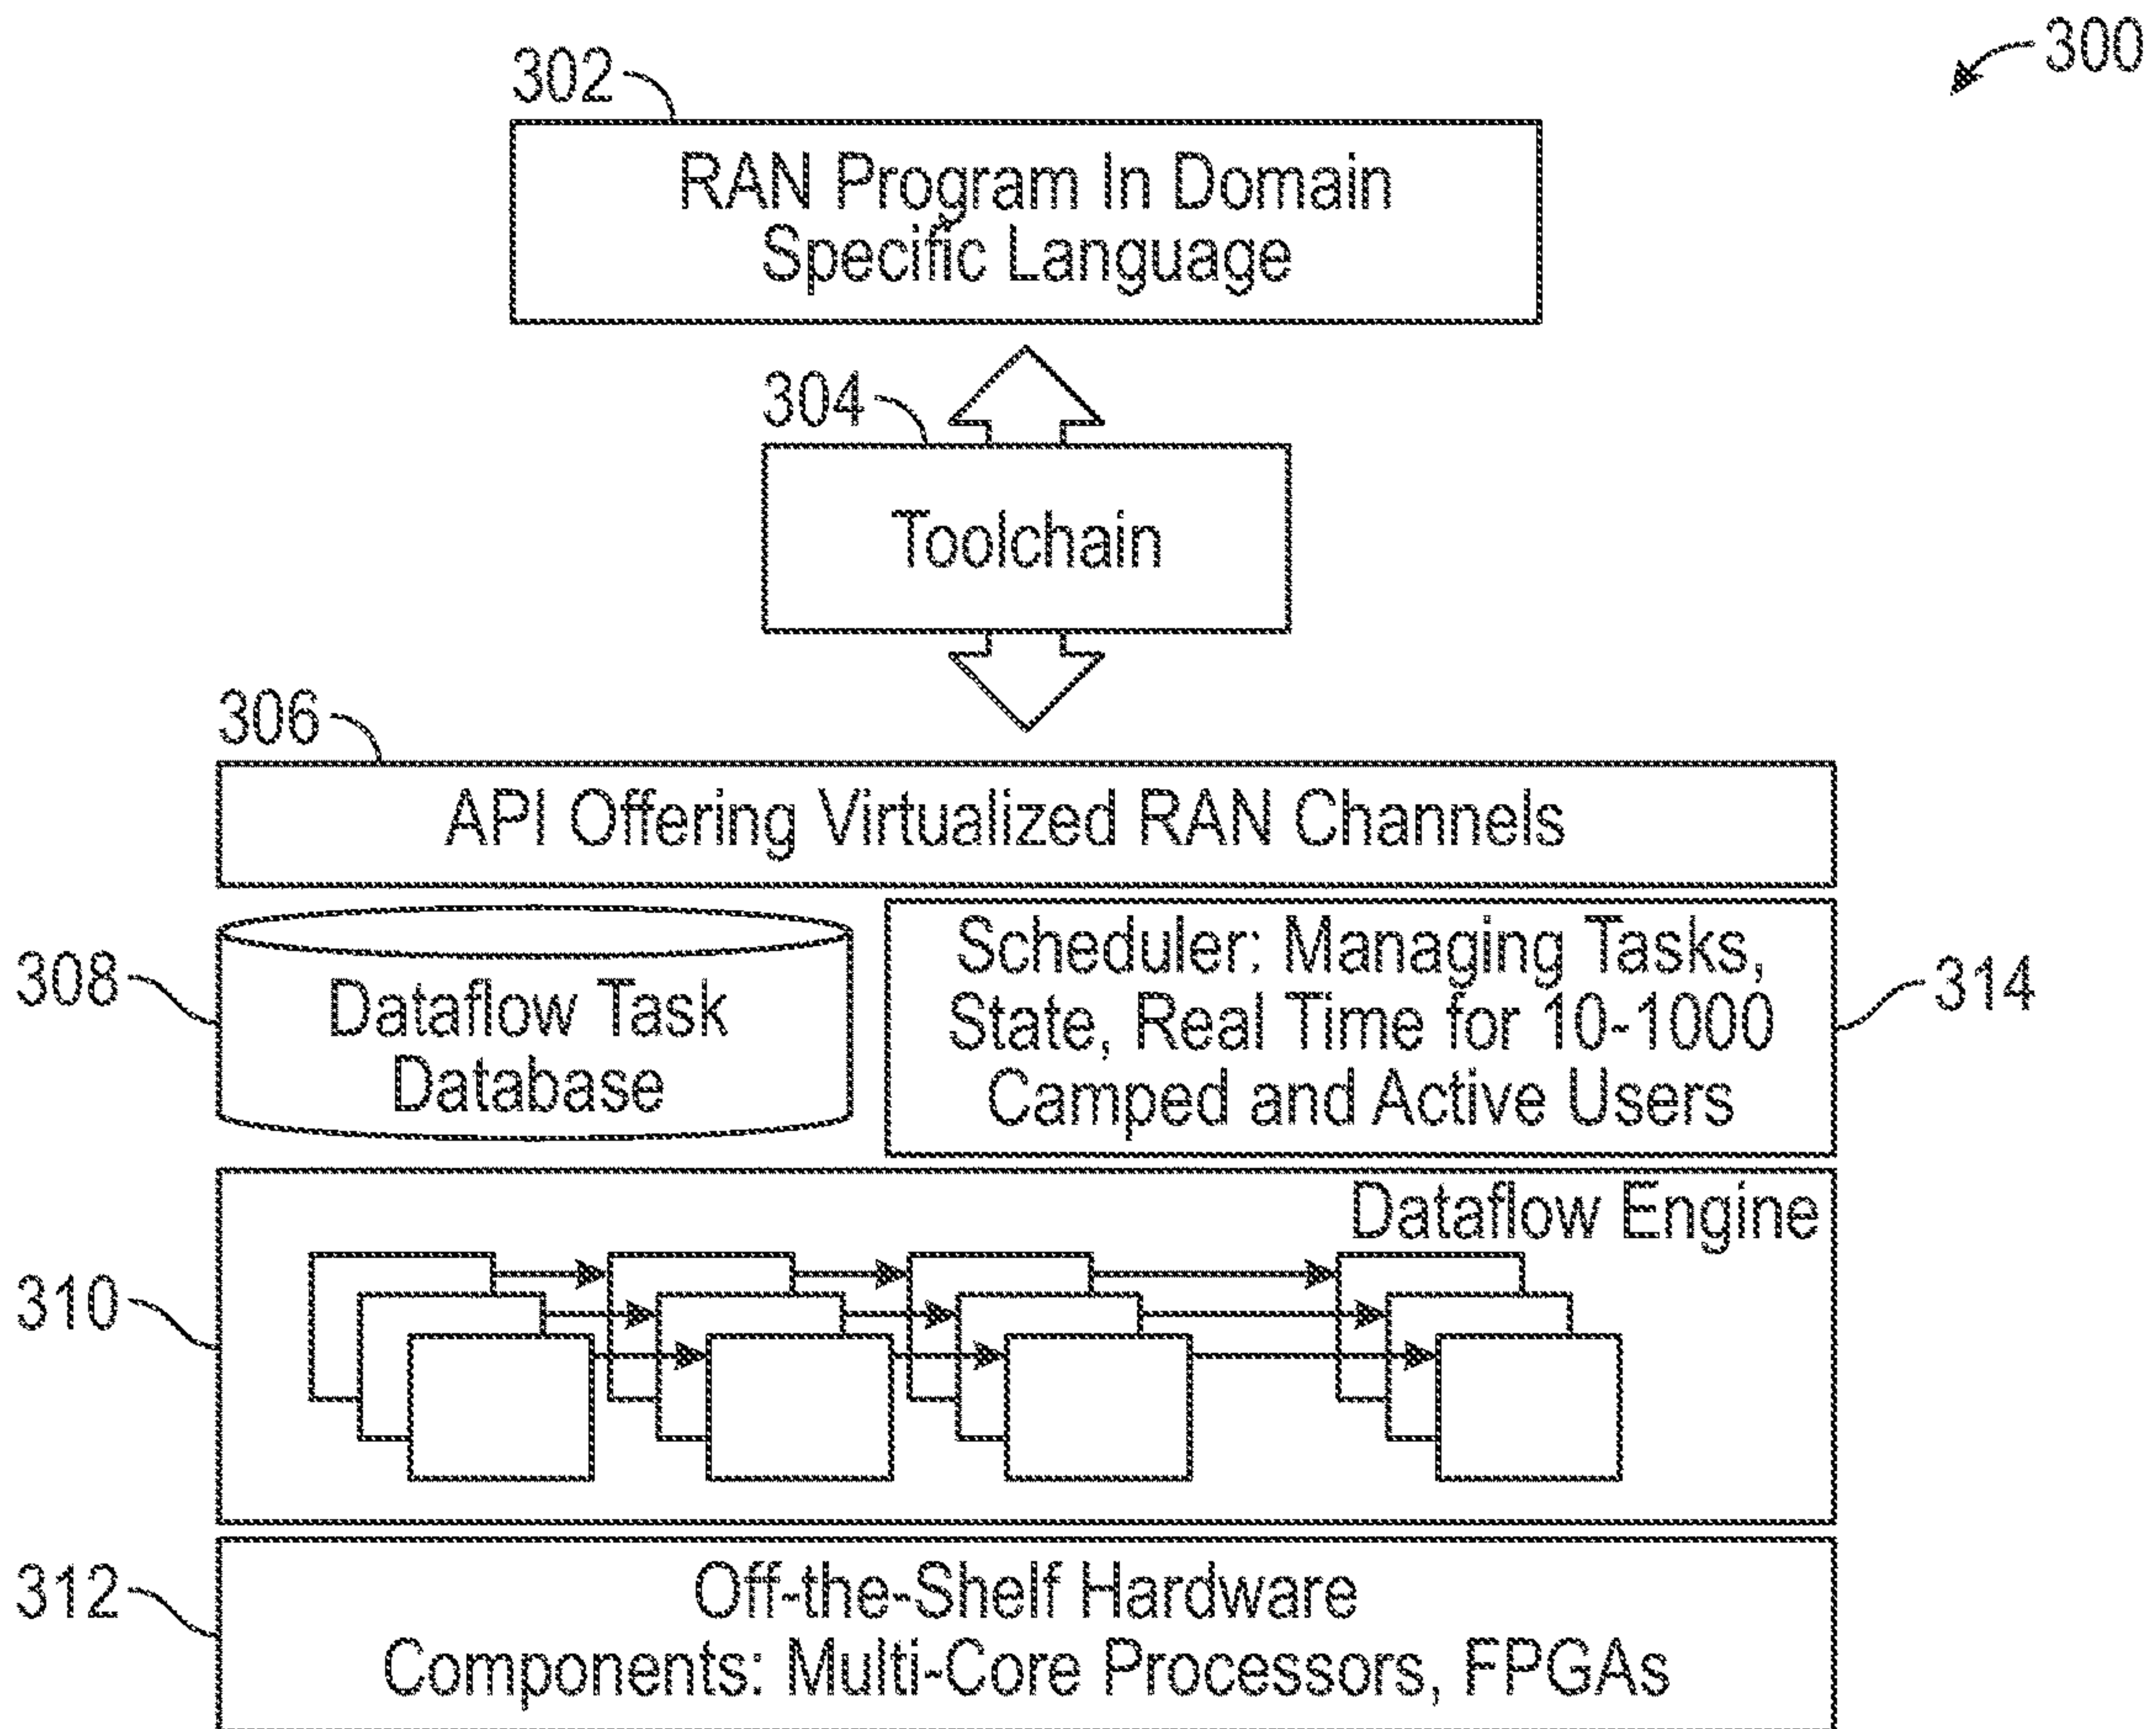 300
302
RAN Program In Domain
Specific Language
304
Toolchain
306
API Offering Virtualized RAN Channels
308
Dataflow Task
Database
Scheduler: Managing Tasks,
State, Real Time for 10-1000
Camped and Active Users
314
Dataflow Engine
310
312
Off-the-Shelf Hardware
Components: Multi-Core Processors, FPGAs